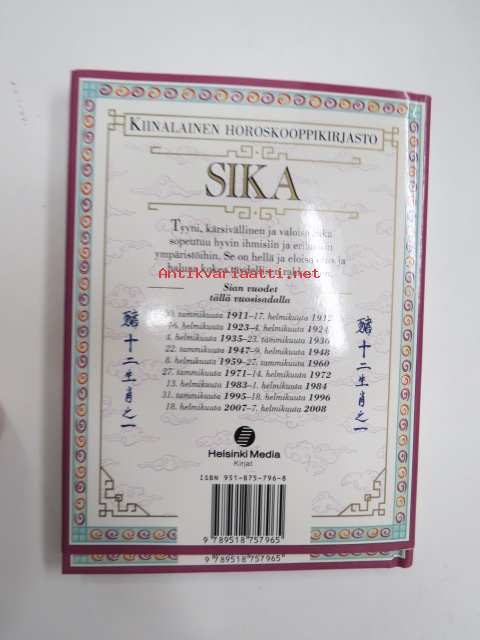 KIINALAINEN HOROSKOOPPIKIRJASTO
SIKA
Tyyni, kärsivällinen ja valoisa
sopeutuu hyvin ihmisiin ja
ympäristöihin. Se on hellä ja eloisa ja
haluaa kokea
Antikvariaatti.net
Sian vuodet
tällä vuosisadalla
30. tammikuuta 1911–17. helmikuuta 1912
16. helmikuuta 1923–4. helmikuuta 1924
4. helmikuuta 1935–23. tammikuuta 1936
22. tammikuuta 1947–9. helmikuuta 1948
8. helmikuuta 1959–27. helmikuuta 1960
27. tammikuuta 1971–14. helmikuuta 1972
13. helmikuuta 1983–1. helmikuuta 1984
31. tammikuuta 1995–18. helmikuuta 1996
18. helmikuuta 2007–7. helmikuuta 2008
豬十二生肖之一
豬十二生肖之一
Helsinki Media
Kirjat
ISBN 951-875-796-8
9 789518 757965
9 789518 757965